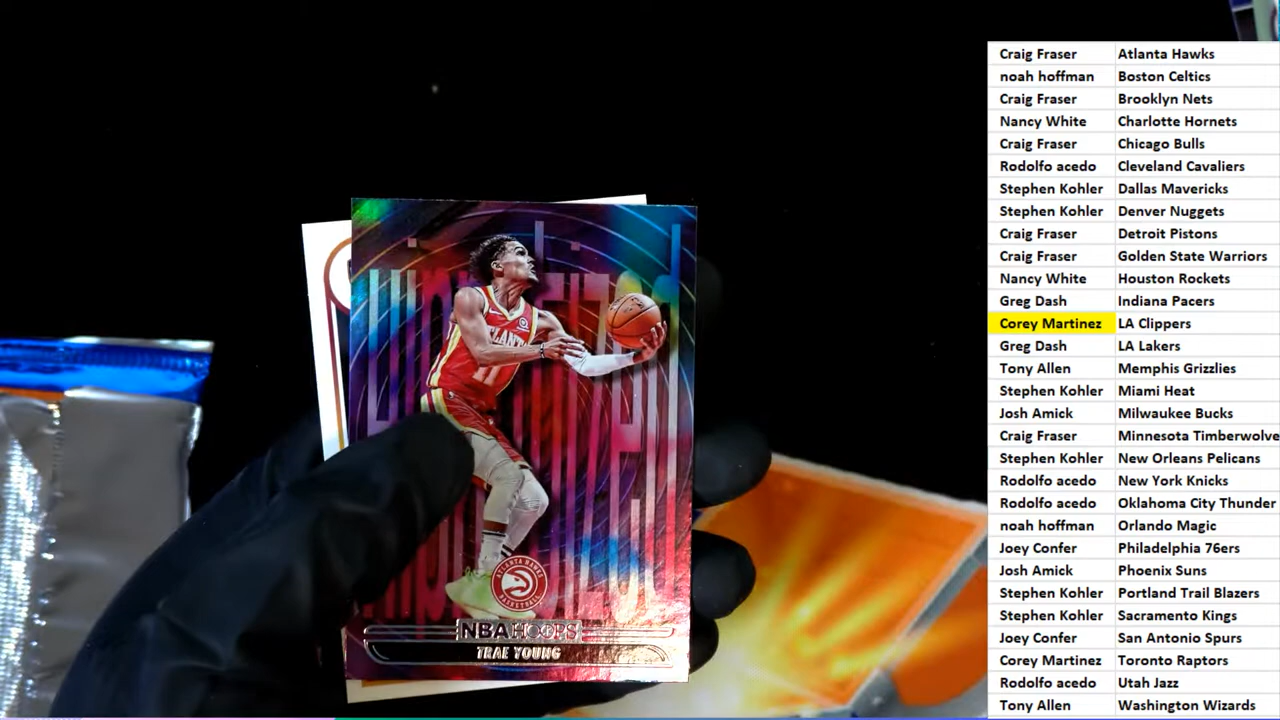 Craig Fraser Atlanta Hawks
noah hoffman Boston Celtics
Craig Fraser Brooklyn Nets
Nancy White Charlotte Hornets
Craig Fraser Chicago Bulls
Rodolfo acedo Cleveland Cavaliers
Stephen Kohler Dallas Mavericks
Stephen Kohler Denver Nuggets
Craig Fraser Detroit Pistons
Craig Fraser Golden State Warriors
Nancy White Houston Rockets
Greg Dash Indiana Pacers
Corey Martinez LA Clippers
Greg Dash LA Lakers
Tony Allen Memphis Grizzlies
Stephen Kohler Miami Heat
Josh Amick Milwaukee Bucks
Craig Fraser Minnesota Timberwolve
Stephen Kohler New Orleans Pelicans
Rodolfo acedo New York Knicks
Rodolfo acedo Oklahoma City Thunder
noah hoffman Orlando Magic
Joey Confer Philadelphia 76ers
Josh Amick Phoenix Suns
Stephen Kohler Portland Trail Blazers
Stephen Kohler Sacramento Kings
Joey Confer San Antonio Spurs
Corey Martinez Toronto Raptors
Rodolfo acedo Utah Jazz
Tony Allen Washington Wizards
11
ATLANTA HAWKS
BASKETBALL
NBA HOOPS
TRAE YOUNG